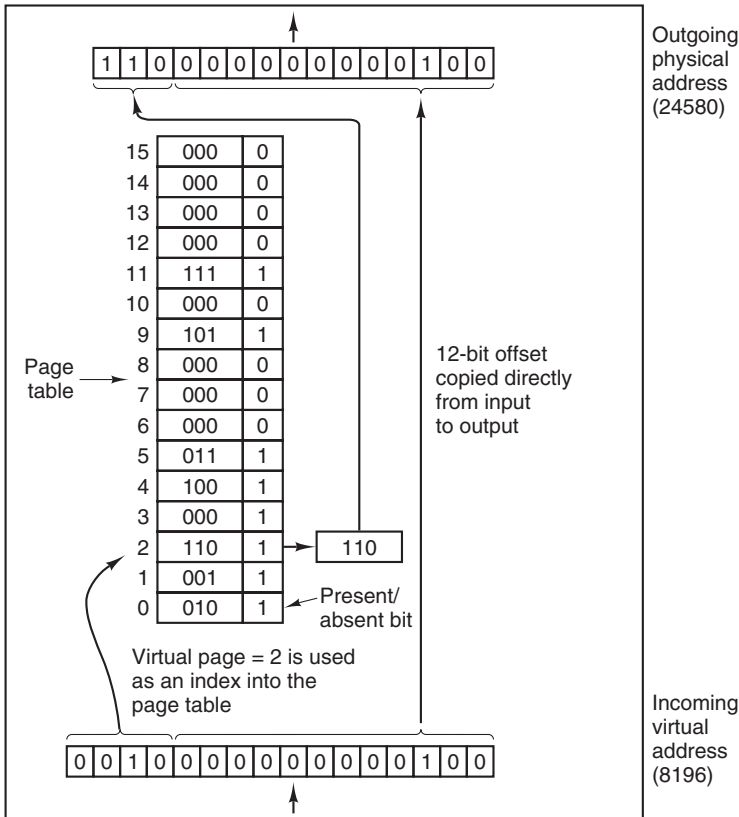 Outgoing
physical
address
(24580)
1 1 0 0 0 0 0 0 0 0 0 0 1 0 0
15 000 0
14 000 0
13 000 0
12 000 0
11 111 1
10 000 0
9 101 1
8 000 0
7 000 0
6 000 0
5 011 1
4 100 1
3 000 1
2 110 1
1 001 1
0 010 1
Page
table
110
12-bit offset
copied directly
from input
to output
Present/
absent bit
Virtual page = 2 is used
as an index into the
page table
0 0 1 0 0 0 0 0 0 0 0 0 0 1 0 0
Incoming
virtual
address
(8196)